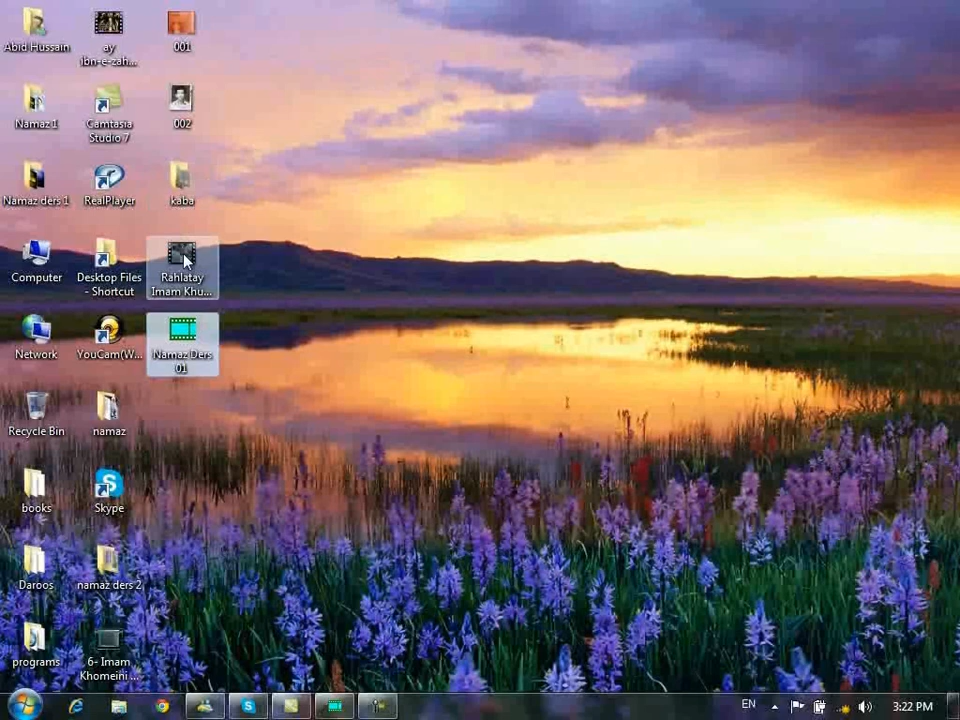 Abid Hussain
ay
ibn-e-zah...
001
Namaz1
Camtasia
Studio 7
002
Namaz ders 1
RealPlayer
kaba
Computer
Desktop Files
- Shortcut
Rahlatay
Imam Khu...
Network
YouCam(W...
Namaz Ders
01
Recycle Bin
namaz
books
Skype
Daroos
namaz ders 2
programs
6- Imam
Khomeini ...
EN
3:22 PM